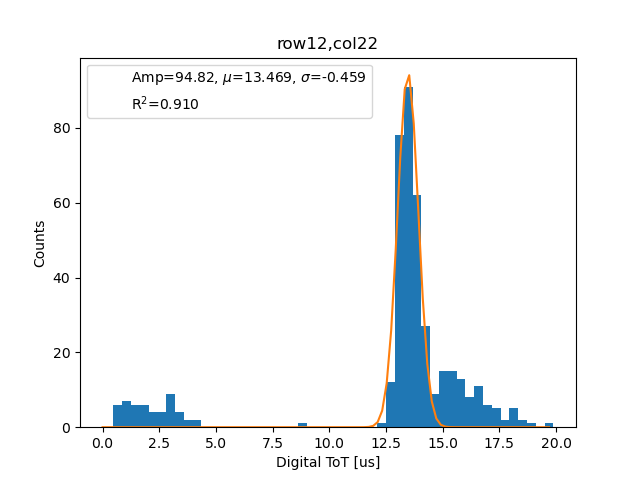 row12,col22
Amp=94.82, μ=13.469, σ=-0.459
R²=0.910
Counts
80
60
40
20
0
0.0 2.5 5.0 7.5 10.0 12.5 15.0 17.5 20.0
Digital ToT [us]